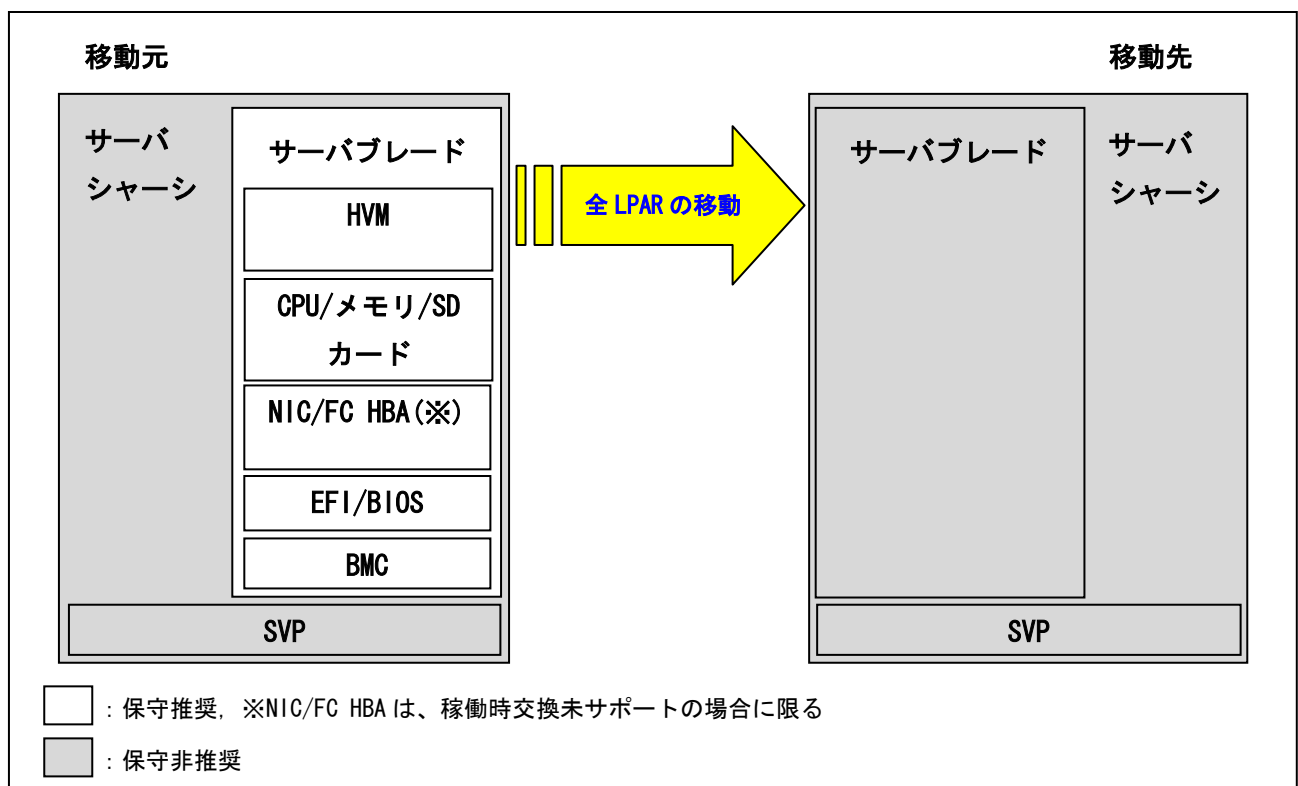 移動元
移動先
サーバ
シャーシ
サーバブレード
HVM
CPU/メモリ/SD
カード
NIC/FC HBA(※)
EFI/BIOS
BMC
SVP
全 LPAR の移動
サーバブレード
サーバ
シャーシ
SVP
：保守推奨, ※NIC/FC HBA は、稼働時交換未サポートの場合に限る
：保守非推奨